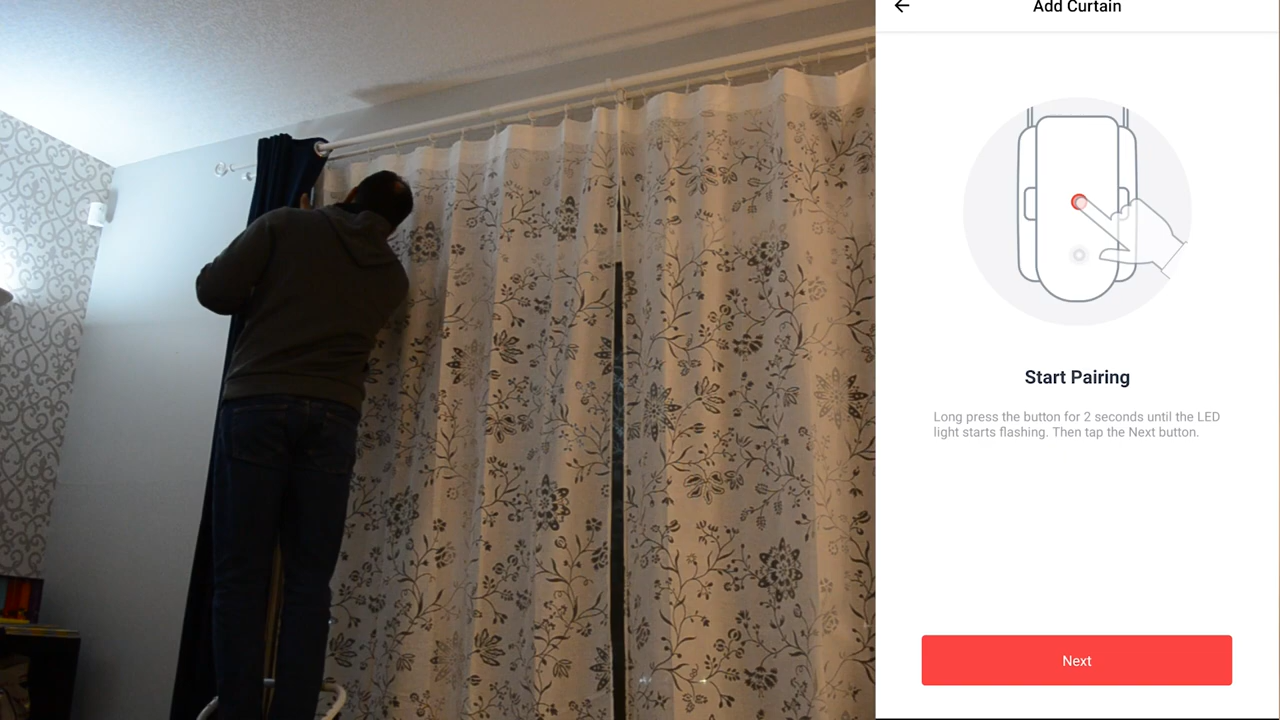 Add Curtain
Start Pairing
Long press the button for 2 seconds until the LED
light starts flashing. Then tap the Next button.
Next